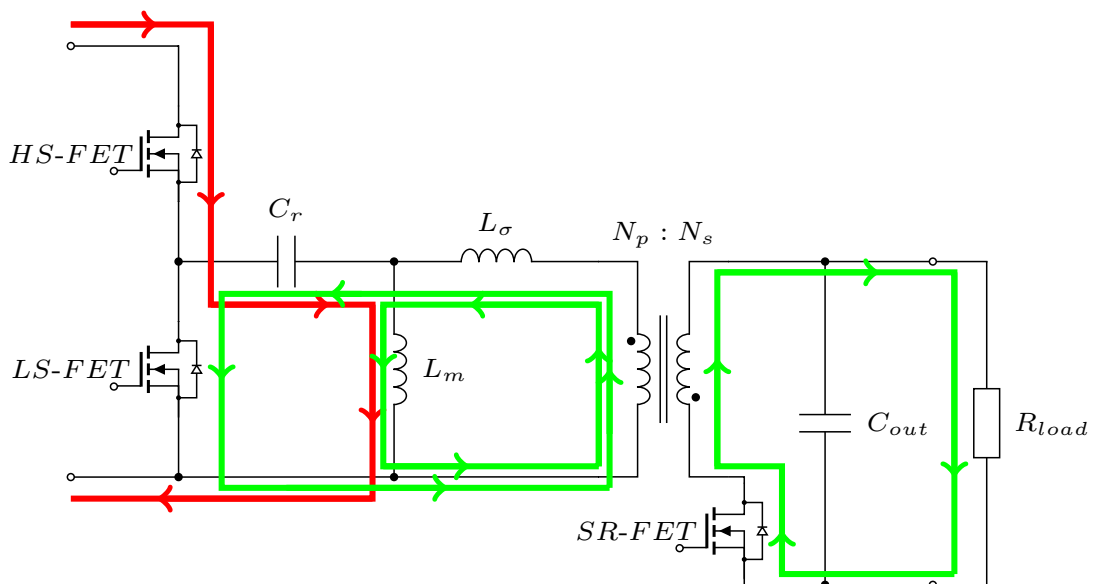 HS-FET
C_r
L_σ
N_p : N_s
LS-FET
L_m
C_out
R_load
SR-FET